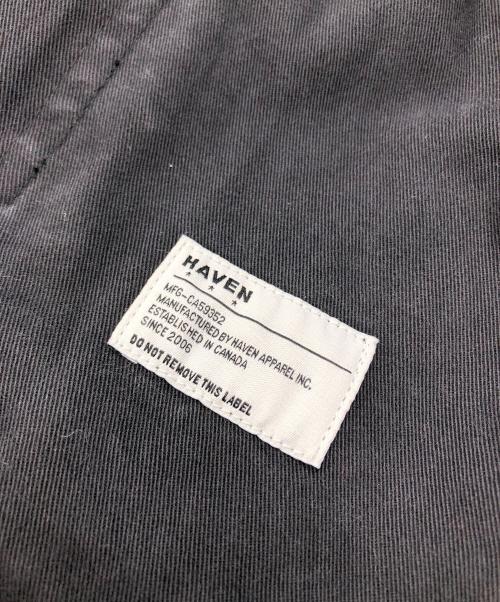 HAVEN
★ ★ ★
MFG-CA59352
MANUFACTURED BY HAVEN APPAREL INC.
ESTABLISHED IN CANADA
SINCE 2006
DO NOT REMOVE THIS LABEL